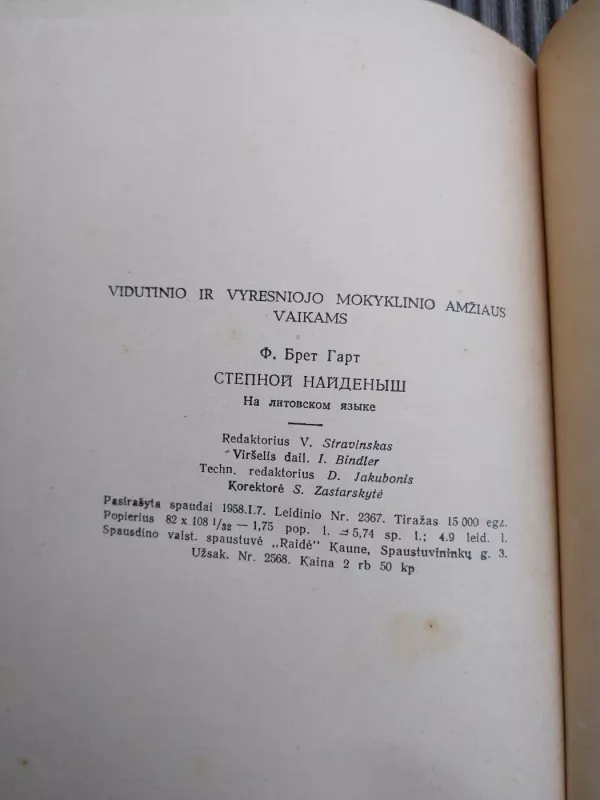 VIDUTINIO IR VYRESNIOJO MOKYKLINIO AMŽIAUS
VAIKAMS
Ф. Брет Гарт
СТЕПНОЙ НАЙДЕНЫШ
На литовском языке
Redaktorius V. Stravinskas
Viršelis dail. I. Bindler
Techn. redaktorius D. Jakubonis
Korektorė S. Zastarskytė
Pasirašyta spaudai 1958.I.7. Leidinio Nr. 2367. Tiražas 15 000 egz.
Popierius 82 x 108 1/32 — 1,75 pop. l. = 5,74 sp. l.; 4.9 leid. l.
Spausdino valst. spaustuvė „Raidė" Kaune, Spaustuvininkų g. 3.
Užsak. Nr. 2568. Kaina 2 rb 50 kp